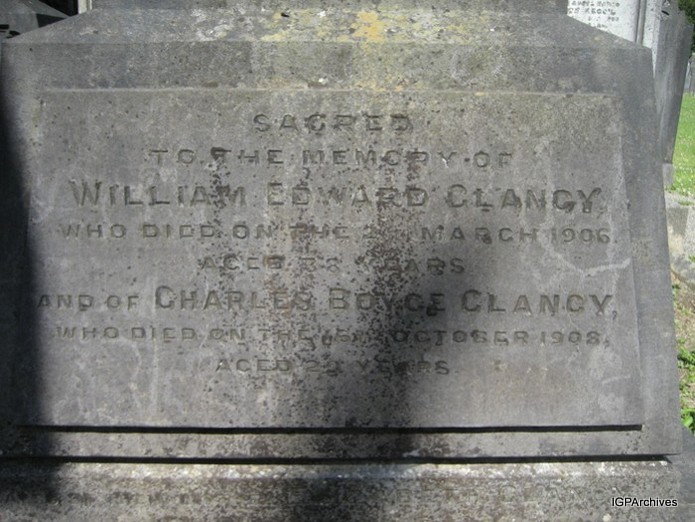 SACRED
TO THE MEMORY OF
WILLIAM EDWARD CLANCY,
WHO DIED ON THE MARCH 1906.
AGED YEARS
AND OF CHARLES BOYCE CLANCY,
WHO DIED ON THE OCTOBER 1908,
AGED YEARS.
IGPArchives